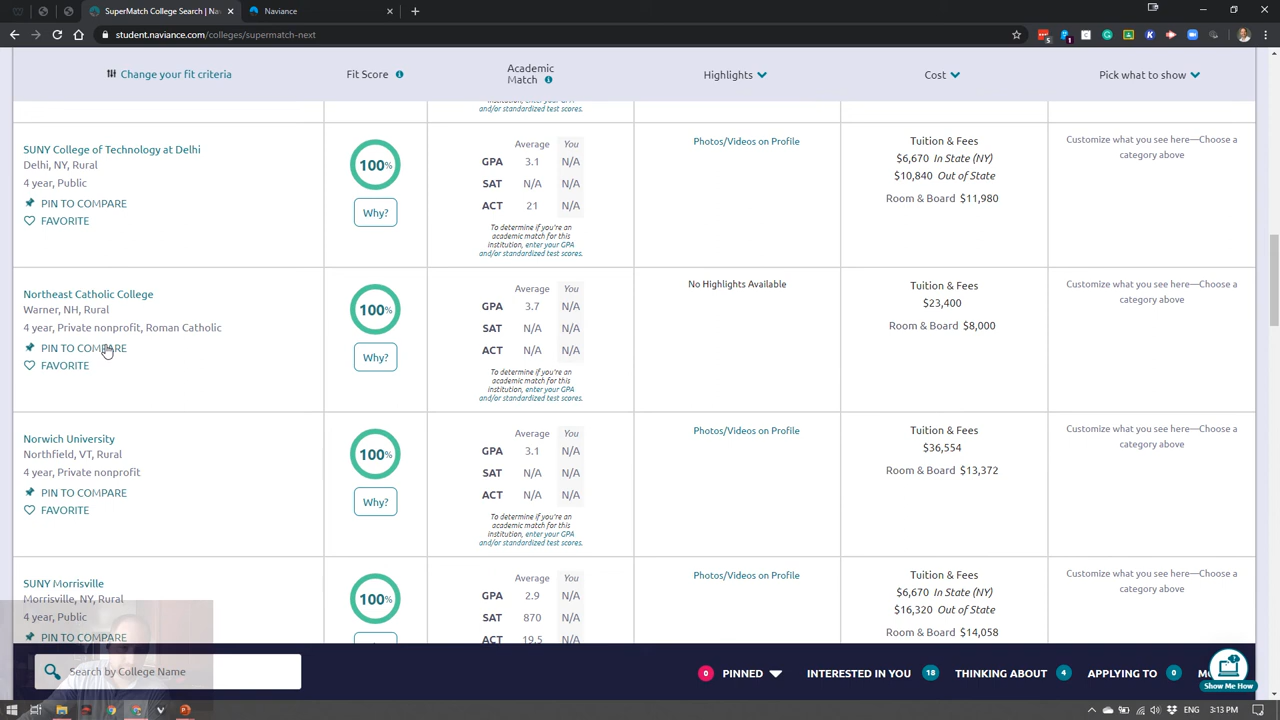 SuperMatch College Search | Nav
Naviance
student.naviance.com/colleges/supermatch-next
Change your fit criteria
Fit Score
Academic
Match
Highlights
Cost
Pick what to show
institution, enter your GPA
and/or standardized test scores.
SUNY College of Technology at Delhi
Delhi, NY, Rural
4 year, Public
PIN TO COMPARE
FAVORITE
100%
Why?
Average You
GPA 3.1 N/A
SAT N/A N/A
ACT 21 N/A
To determine if you're an
academic match for this
institution, enter your GPA
and/or standardized test scores.
Photos/Videos on Profile
Tuition & Fees
$6,670 In State (NY)
$10,840 Out of State
Room & Board $11,980
Customize what you see here—Choose a
category above
Northeast Catholic College
Warner, NH, Rural
4 year, Private nonprofit, Roman Catholic
PIN TO COMPARE
FAVORITE
100%
Why?
Average You
GPA 3.7 N/A
SAT N/A N/A
ACT N/A N/A
To determine if you're an
academic match for this
institution, enter your GPA
and/or standardized test scores.
No Highlights Available
Tuition & Fees
$23,400
Room & Board $8,000
Customize what you see here—Choose a
category above
Norwich University
Northfield, VT, Rural
4 year, Private nonprofit
PIN TO COMPARE
FAVORITE
100%
Why?
Average You
GPA 3.1 N/A
SAT N/A N/A
ACT N/A N/A
To determine if you're an
academic match for this
institution, enter your GPA
and/or standardized test scores.
Photos/Videos on Profile
Tuition & Fees
$36,554
Room & Board $13,372
Customize what you see here—Choose a
category above
SUNY Morrisville
Morrisville, NY, Rural
4 year, Public
PIN TO COMPARE
100%
Average You
GPA 2.9 N/A
SAT 870 N/A
ACT 19.5 N/A
Photos/Videos on Profile
Tuition & Fees
$6,670 In State (NY)
$16,320 Out of State
Room & Board $14,058
Customize what you see here—Choose a
category above
Search by College Name
0 PINNED
INTERESTED IN YOU 18
THINKING ABOUT 4
APPLYING TO 0
Show Me How
ENG 3:13 PM